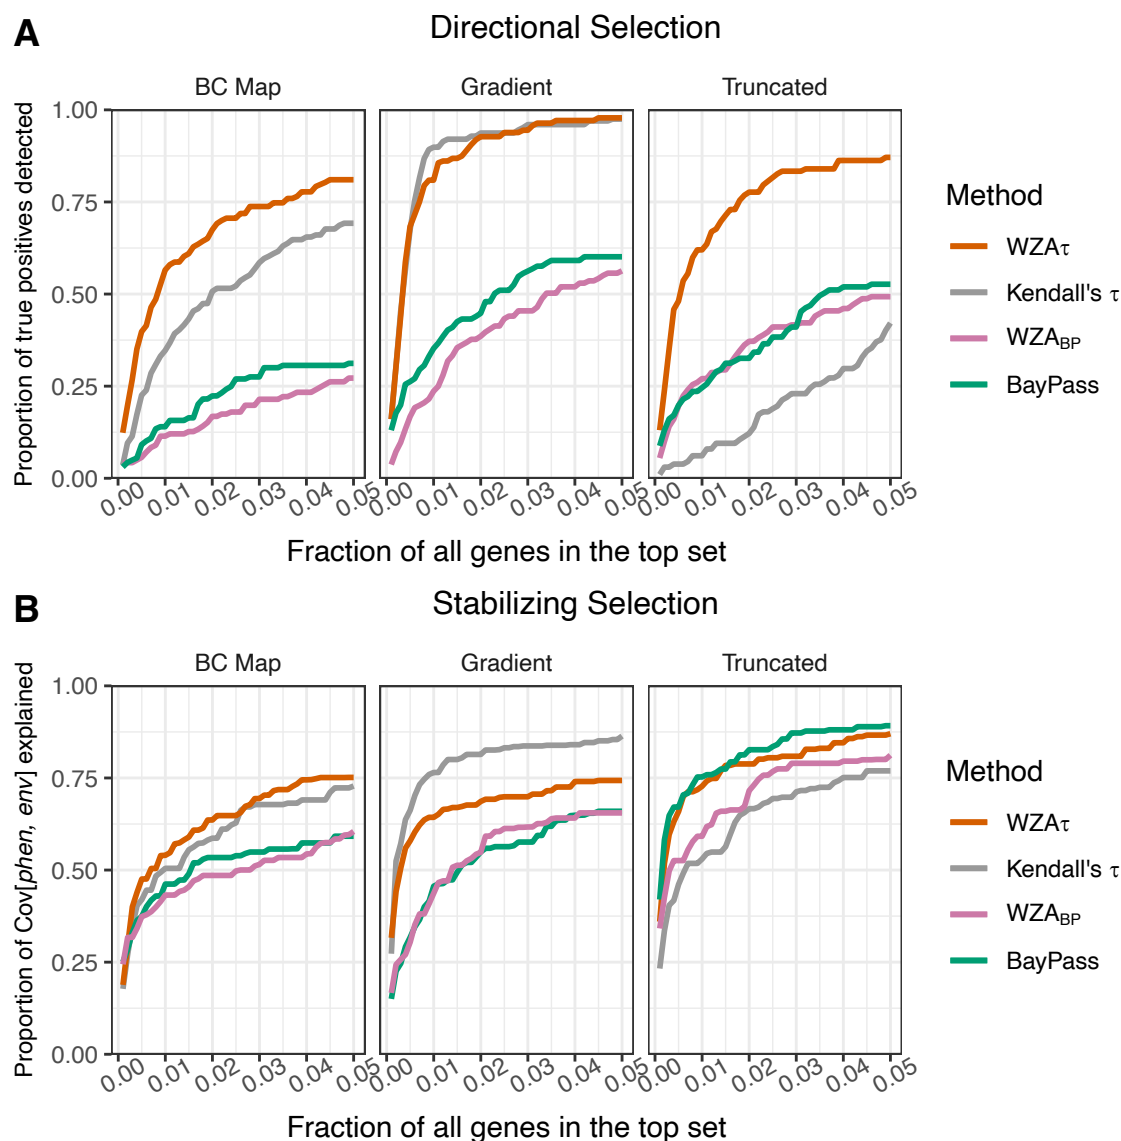 A
Directional Selection
BC Map
Gradient
Truncated
Proportion of true positives detected
1.00
0.75
0.50
0.25
0.00
0.00 0.01 0.02 0.03 0.04 0.05
0.00 0.01 0.02 0.03 0.04 0.05
0.00 0.01 0.02 0.03 0.04 0.05
Fraction of all genes in the top set
Method
WZAτ
Kendall's τ
WZABP
BayPass
B
Stabilizing Selection
BC Map
Gradient
Truncated
Proportion of Cov[phen, env] explained
1.00
0.75
0.50
0.25
0.00
0.00 0.01 0.02 0.03 0.04 0.05
0.00 0.01 0.02 0.03 0.04 0.05
0.00 0.01 0.02 0.03 0.04 0.05
Fraction of all genes in the top set
Method
WZAτ
Kendall's τ
WZABP
BayPass